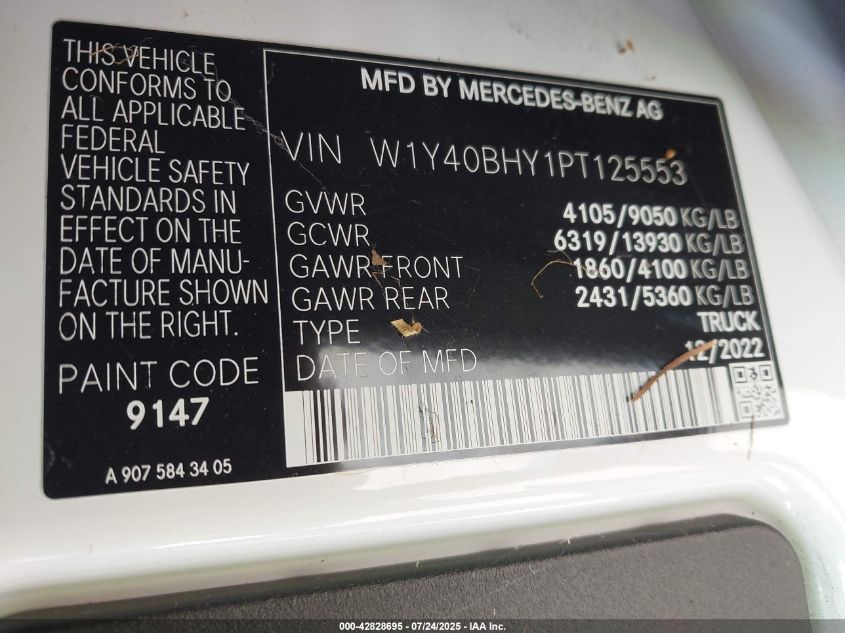 THIS VEHICLE
CONFORMS TO
ALL APPLICABLE
FEDERAL
VEHICLE SAFETY
STANDARDS IN
EFFECT ON THE
DATE OF MANU-
FACTURE SHOWN
ON THE RIGHT.
PAINT CODE
9147
A 907 584 34 05
MFD BY MERCEDES-BENZ AG
VIN W1Y40BHY1PT125553
GVWR 4105/9050 KG/LB
GCWR 6319/13930 KG/LB
GAWR FRONT 1860/4100 KG/LB
GAWR REAR 2431/5360 KG/LB
TYPE TRUCK
DATE OF MFD 12/2022
000-42828695 - 07/24/2025 - IAA Inc.